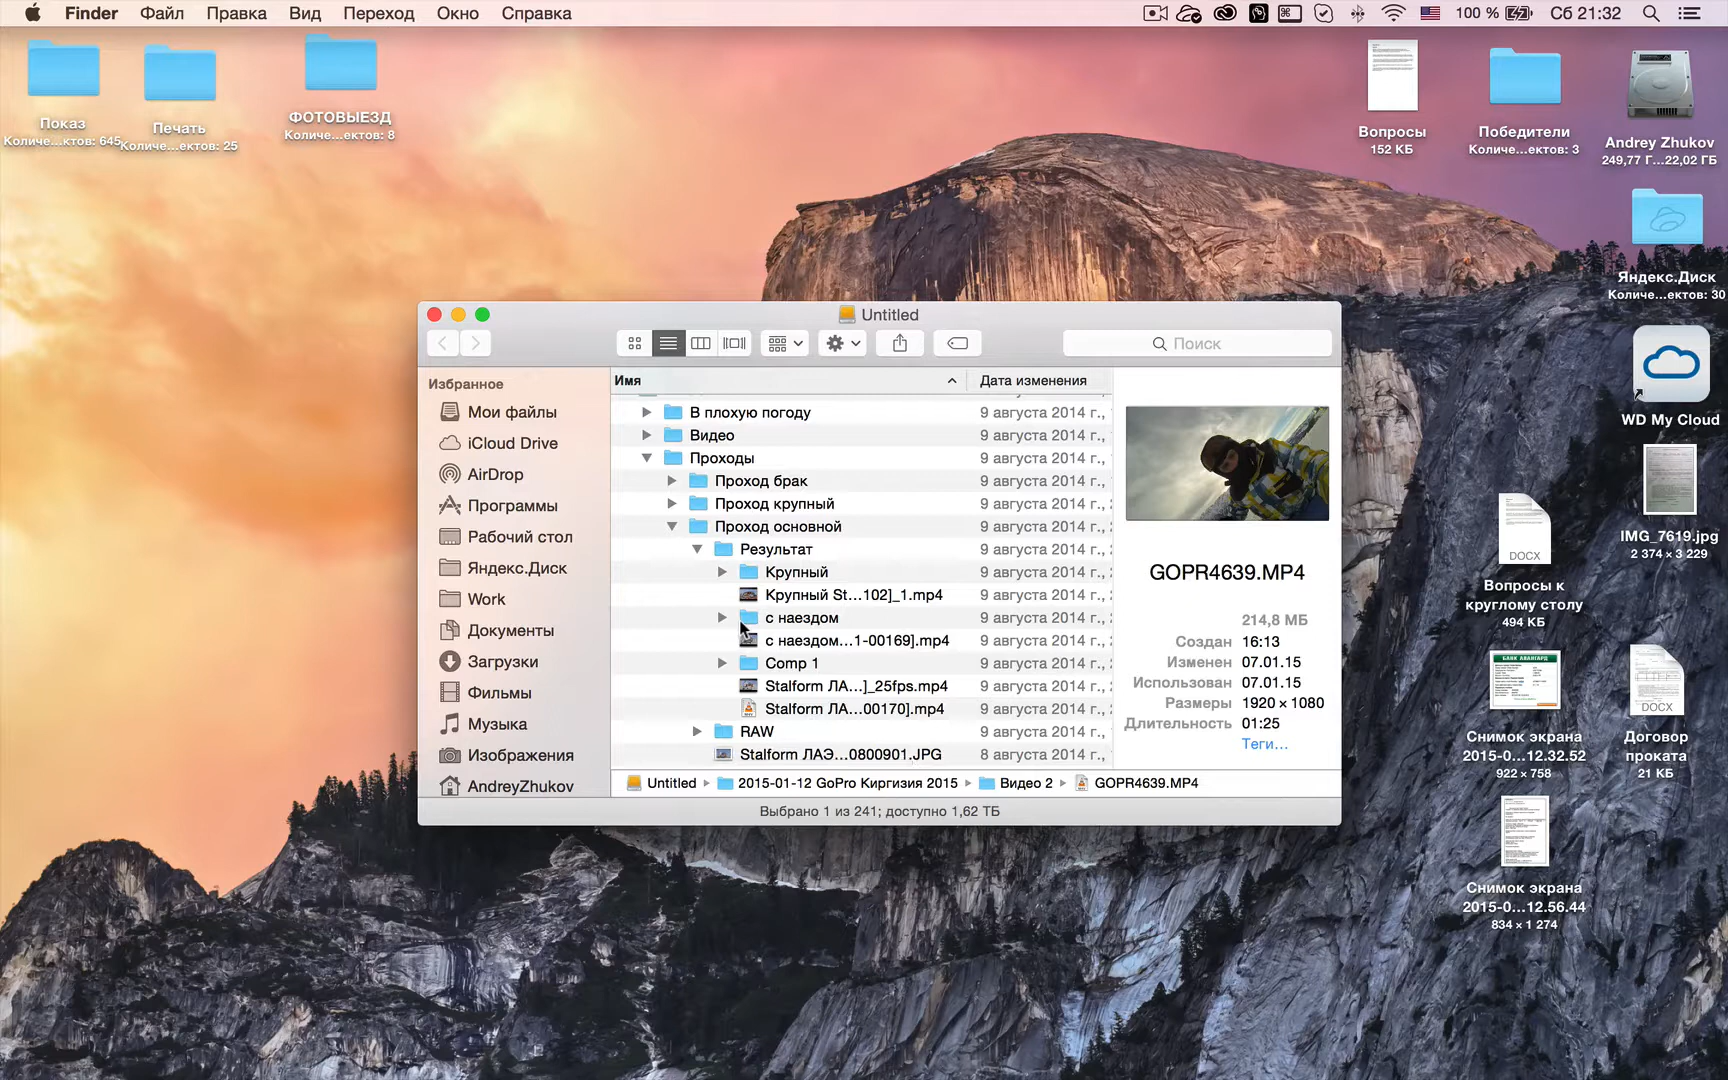 Finder Файл Правка Вид Переход Окно Справка 100 % Сб 21:32
Показ
Количе...ктов: 645
Печать
Количе...ектов: 25
ФОТОВЫЕЗД
Количе...ектов: 8
Вопросы
152 КБ
Победители
Количе...ектов: 3
Andrey Zhukov
249,77 Г...22,02 ГБ
Яндекс.Диск
Количе...ектов: 30
WD My Cloud
IMG_7619.jpg
2 374 × 3 229
DOCX
Вопросы к
круглому столу
494 КБ
БАНК АВАНГАРД
Снимок экрана
2015-0...12.32.52
922 × 758
DOCX
Договор
проката
21 КБ
Снимок экрана
2015-0...12.56.44
834 × 1 274
Untitled
Поиск
Избранное
Мои файлы
iCloud Drive
AirDrop
Программы
Рабочий стол
Яндекс.Диск
Work
Документы
Загрузки
Фильмы
Музыка
Изображения
AndreyZhukov
Имя Дата изменения
В плохую погоду 9 августа 2014 г.,
Видео 9 августа 2014 г.,
Проходы 9 августа 2014 г.,
Проход брак 9 августа 2014 г.,
Проход крупный 9 августа 2014 г.,
Проход основной 9 августа 2014 г.,
Результат 9 августа 2014 г.,
Крупный 9 августа 2014 г.,
Крупный St...102]_1.mp4 9 августа 2014 г.,
с наездом 9 августа 2014 г.,
с наездом...1-00169].mp4 9 августа 2014 г.,
Comp 1 9 августа 2014 г.,
Stalform ЛА...]_25fps.mp4 9 августа 2014 г.,
Stalform ЛА...00170].mp4 9 августа 2014 г.,
RAW 9 августа 2014 г.,
Stalform ЛАЭ...0800901.JPG 8 августа 2014 г.,
GOPR4639.MP4
214,8 МБ
Создан 16:13
Изменен 07.01.15
Использован 07.01.15
Размеры 1920 × 1080
Длительность 01:25
Теги...
Untitled 2015-01-12 GoPro Киргизия 2015 Видео 2 GOPR4639.MP4
Выбрано 1 из 241; доступно 1,62 ТБ